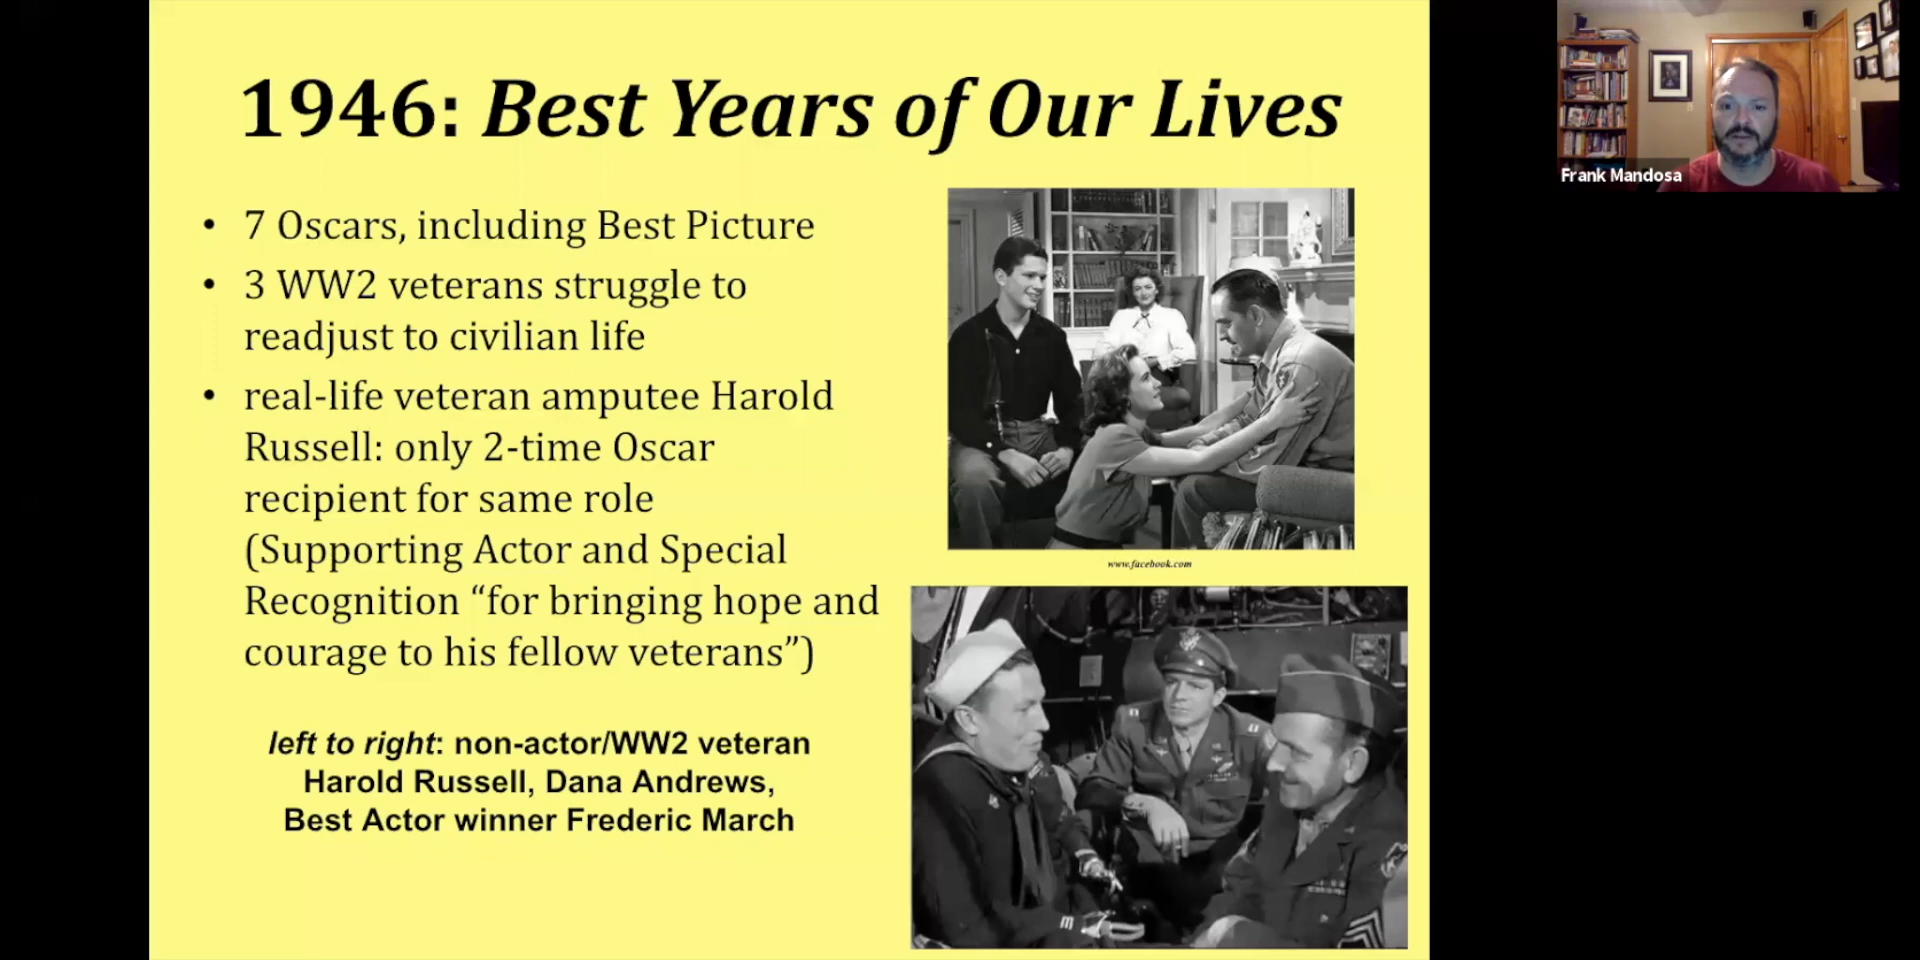 1946: Best Years of Our Lives
• 7 Oscars, including Best Picture
• 3 WW2 veterans struggle to
readjust to civilian life
• real-life veteran amputee Harold
Russell: only 2-time Oscar
recipient for same role
(Supporting Actor and Special
Recognition “for bringing hope and
courage to his fellow veterans”)
left to right: non-actor/WW2 veteran
Harold Russell, Dana Andrews,
Best Actor winner Frederic March
www.facebook.com
Frank Mandosa